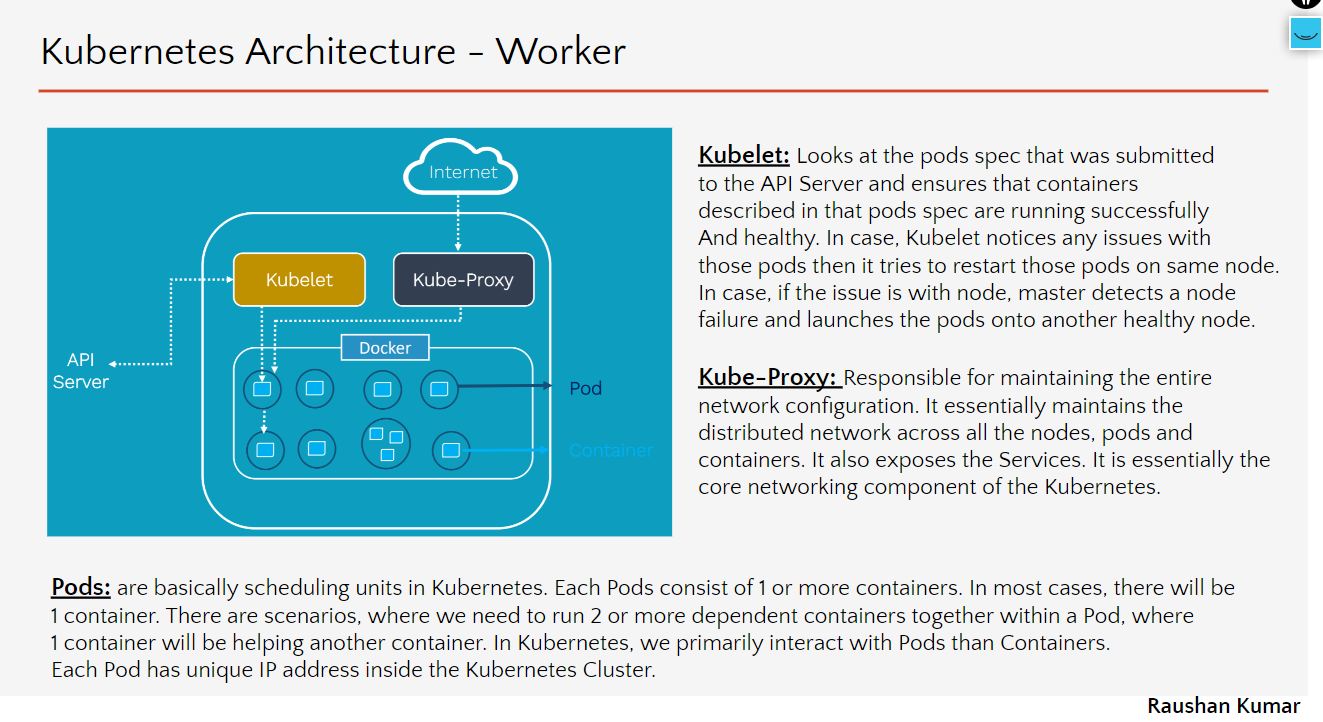 Kubernetes Architecture - Worker
Internet
Kubelet
Kube-Proxy
API
Server
Docker
Pod
Container
Kubelet: Looks at the pods spec that was submitted
to the API Server and ensures that containers
described in that pods spec are running successfully
And healthy. In case, Kubelet notices any issues with
those pods then it tries to restart those pods on same node.
In case, if the issue is with node, master detects a node
failure and launches the pods onto another healthy node.
Kube-Proxy: Responsible for maintaining the entire
network configuration. It essentially maintains the
distributed network across all the nodes, pods and
containers. It also exposes the Services. It is essentially the
core networking component of the Kubernetes.
Pods: are basically scheduling units in Kubernetes. Each Pods consist of 1 or more containers. In most cases, there will be
1 container. There are scenarios, where we need to run 2 or more dependent containers together within a Pod, where
1 container will be helping another container. In Kubernetes, we primarily interact with Pods than Containers.
Each Pod has unique IP address inside the Kubernetes Cluster.
Raushan Kumar